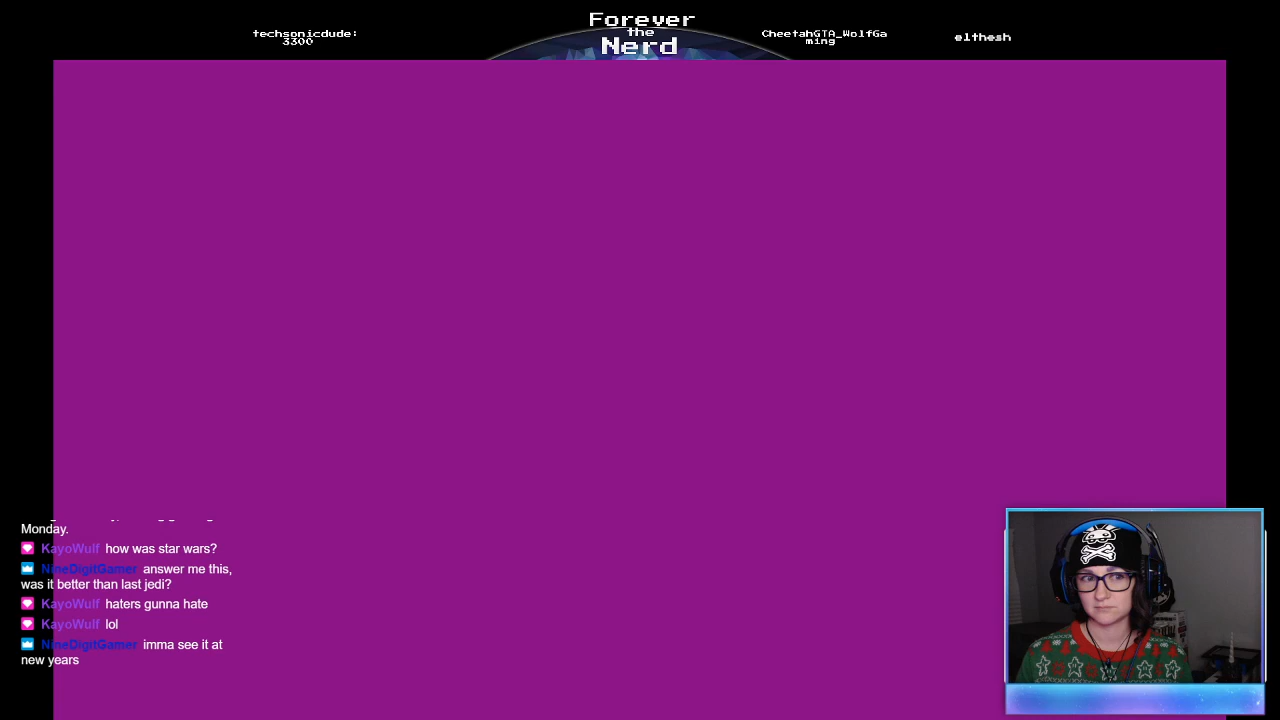 Forever
the
Nerd
techsonicdude:
3300
CheetahGTA_WolfGa
ming
elthesh
Monday.
KayoWulf how was star wars?
NineDigitGamer answer me this,
was it better than last jedi?
KayoWulf haters gunna hate
KayoWulf lol
NineDigitGamer imma see it at
new years